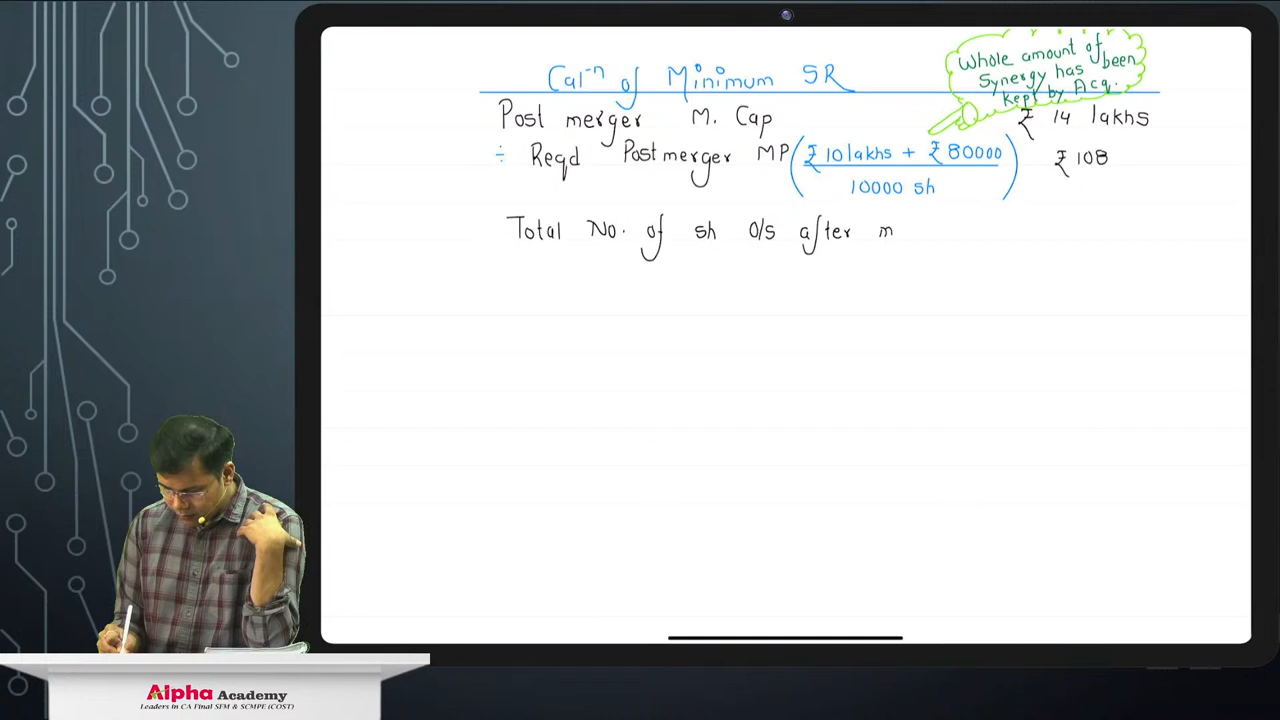 Whole amount of
Synergy has been
kept by Acq.
Cal-n of Minimum SR
Post merger M. Cap ₹ 14 lakhs
÷ Reqd Postmerger MP (₹ 10 lakhs + ₹ 80000 ₹ 108
10000 sh)
Total No. of sh O/S after m
Alpha Academy
Leaders in CA Final SFM & SCMPE (COST)